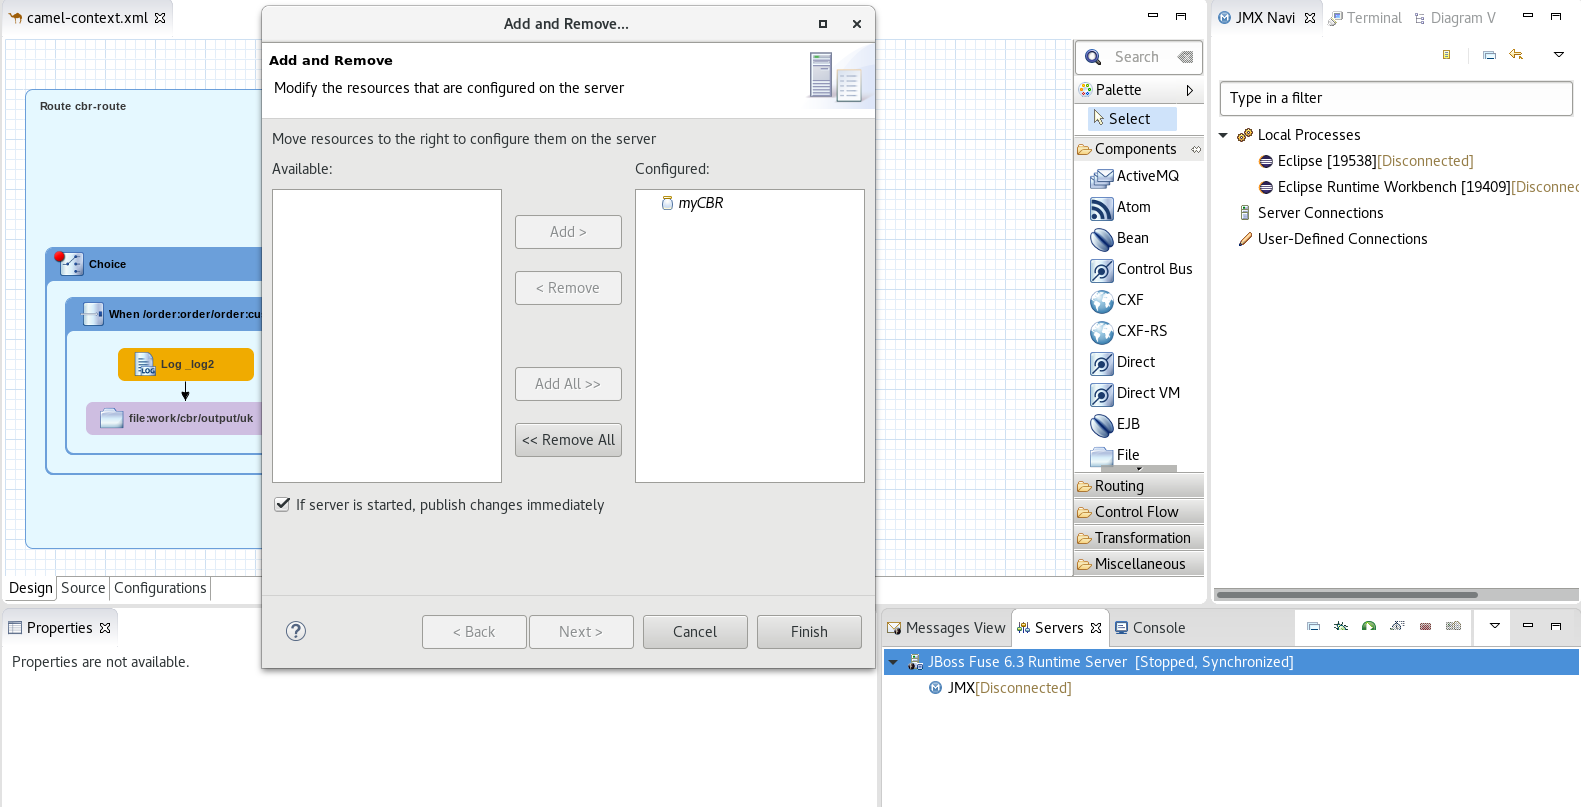 camel-context.xml
Route cbr-route
Choice
When /order:order/order:cu
Log _log2
file:work/cbr/output/uk
Design
Source
Configurations
Add and Remove...
Add and Remove
Modify the resources that are configured on the server
Move resources to the right to configure them on the server
Available:
Configured:
myCBR
Add >
< Remove
Add All >>
<< Remove All
If server is started, publish changes immediately
< Back
Next >
Cancel
Finish
Search
Palette
Select
Components
ActiveMQ
Atom
Bean
Control Bus
CXF
CXF-RS
Direct
Direct VM
EJB
File
Routing
Control Flow
Transformation
Miscellaneous
JMX Navi
Terminal
Diagram V
Type in a filter
Local Processes
Eclipse [19538][Disconnected]
Eclipse Runtime Workbench [19409][Disconnec
Server Connections
User-Defined Connections
Properties
Properties are not available.
Messages View
Servers
Console
JBoss Fuse 6.3 Runtime Server [Stopped, Synchronized]
JMX[Disconnected]